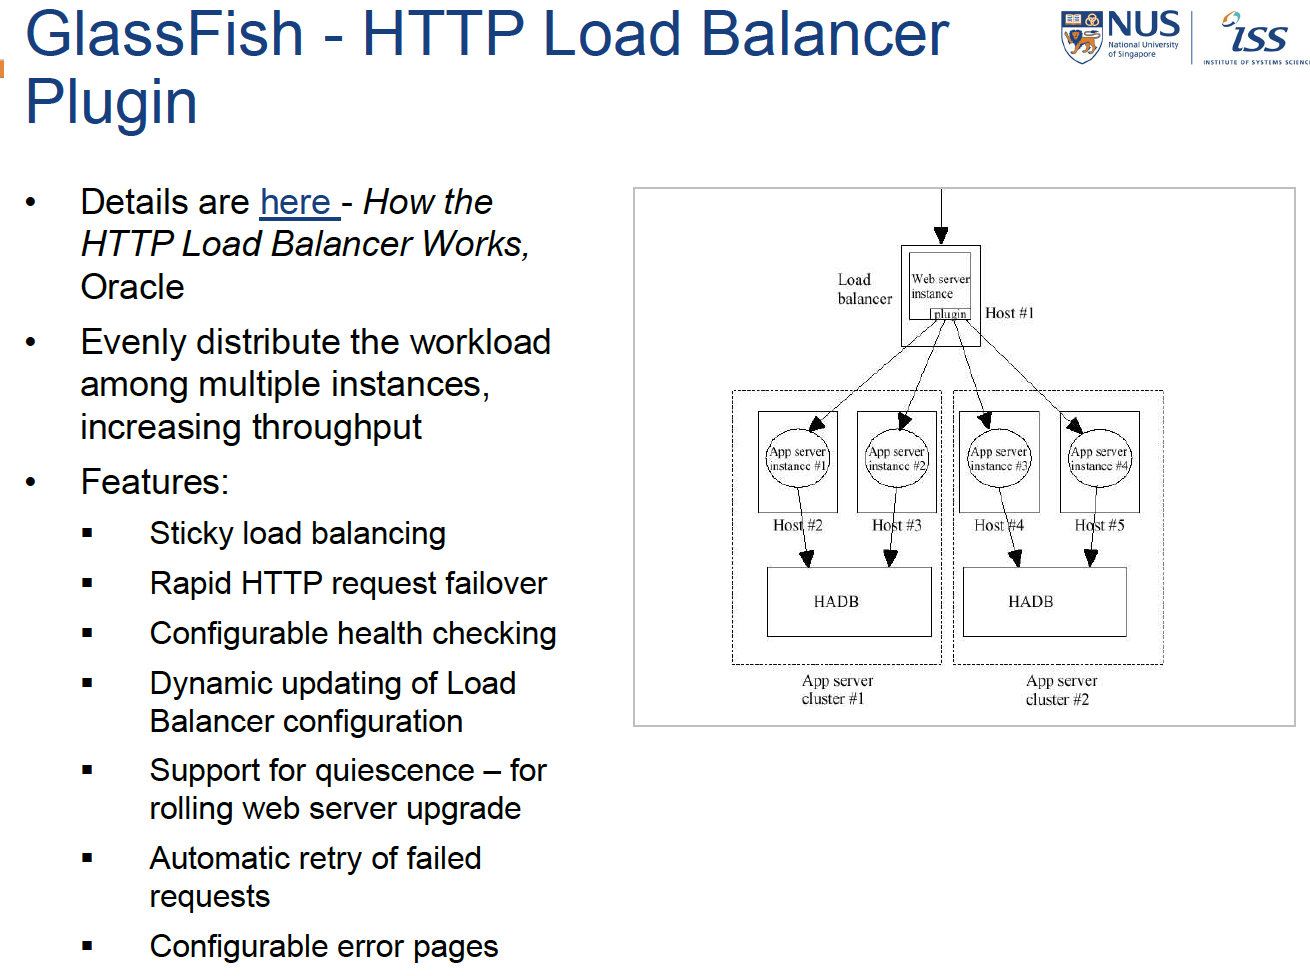 GlassFish - HTTP Load Balancer
Plugin
NUS
National University
of Singapore
iss
INSTITUTE OF SYSTEMS SCIENC
• Details are here - How the
HTTP Load Balancer Works,
Oracle
• Evenly distribute the workload
among multiple instances,
increasing throughput
• Features:
▪ Sticky load balancing
▪ Rapid HTTP request failover
▪ Configurable health checking
▪ Dynamic updating of Load
Balancer configuration
▪ Support for quiescence – for
rolling web server upgrade
▪ Automatic retry of failed
requests
▪ Configurable error pages
Load
balancer
Web server
instance
plugin
Host #1
App server
instance #1
App server
instance #2
App server
instance #3
App server
instance #4
Host #2
Host #3
Host #4
Host #5
HADB
HADB
App server
cluster #1
App server
cluster #2